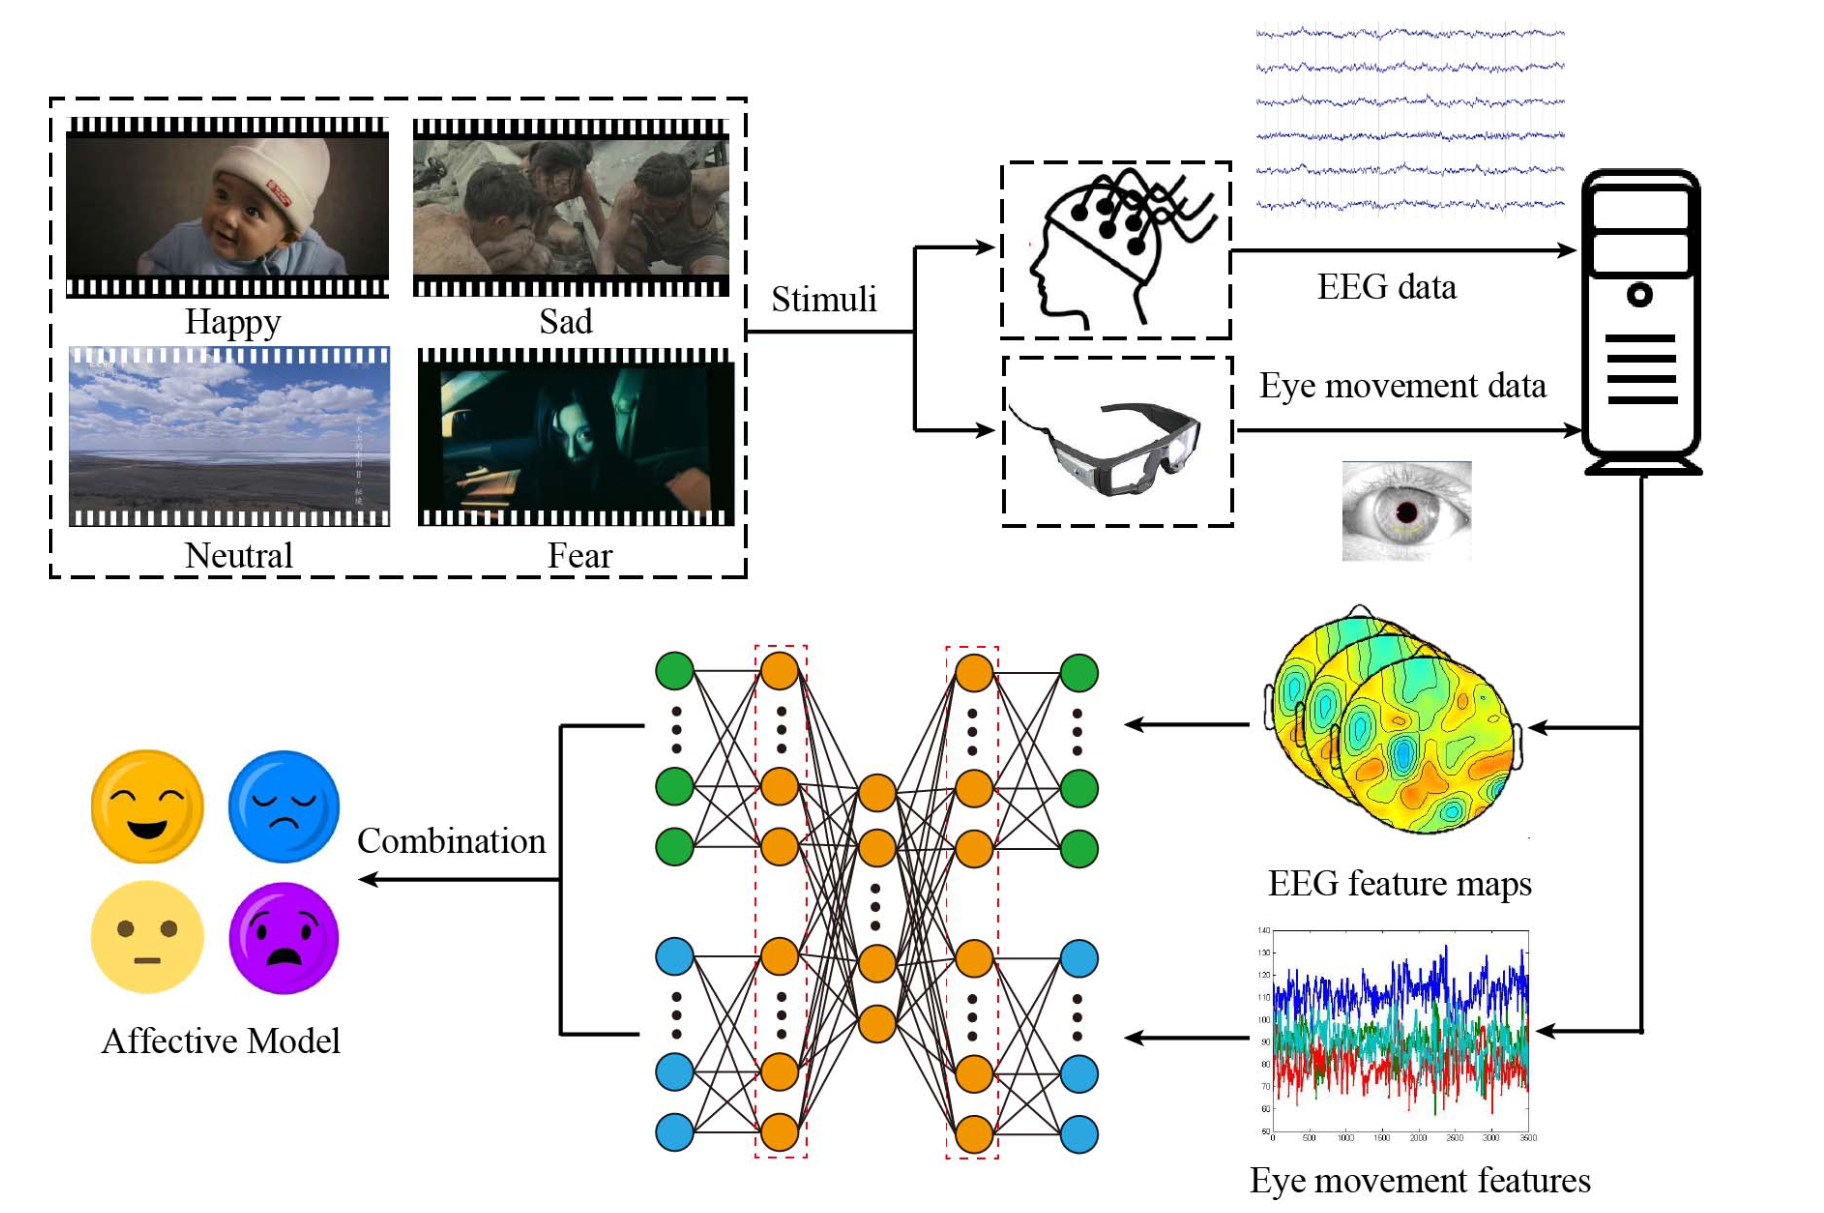 Happy
Sad
Neutral
Fear
Stimuli
EEG data
Eye movement data
EEG feature maps
140
130
120
110
100
90
80
70
60
50
0
500
1000
1500
2000
2500
3000
3500
Eye movement features
Combination
Affective Model